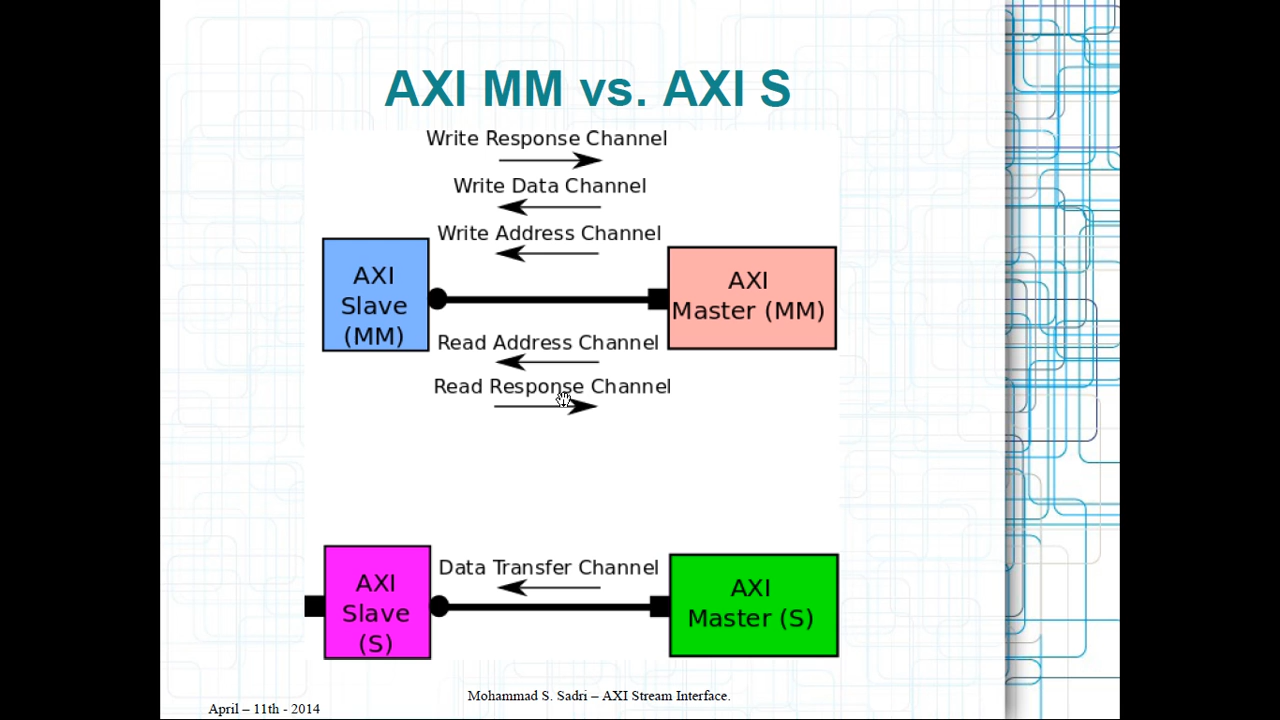 AXI MM vs. AXI S
Write Response Channel
Write Data Channel
Write Address Channel
AXI
Slave
(MM)
AXI
Master (MM)
Read Address Channel
Read Response Channel
Data Transfer Channel
AXI
Slave
(S)
AXI
Master (S)
Mohammad S. Sadri – AXI Stream Interface.
April – 11th - 2014